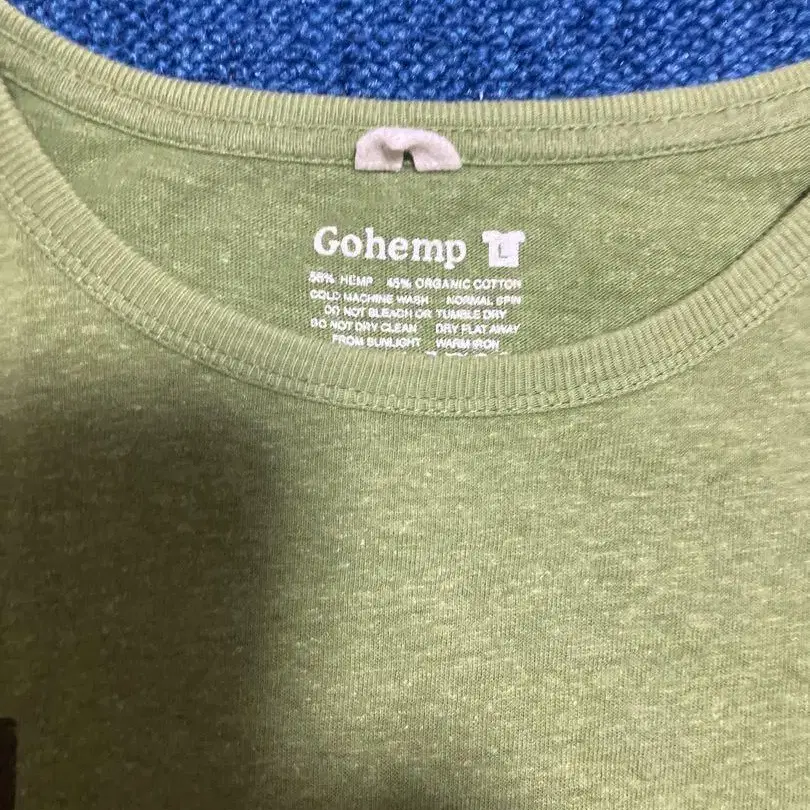 Gohemp L
55% HEMP 45% ORGANIC COTTON
COLD MACHINE WASH NORMAL SPIN
DO NOT BLEACH OR TUMBLE DRY
DO NOT DRY CLEAN DRY FLAT AWAY
FROM SUNLIGHT WARM IRON